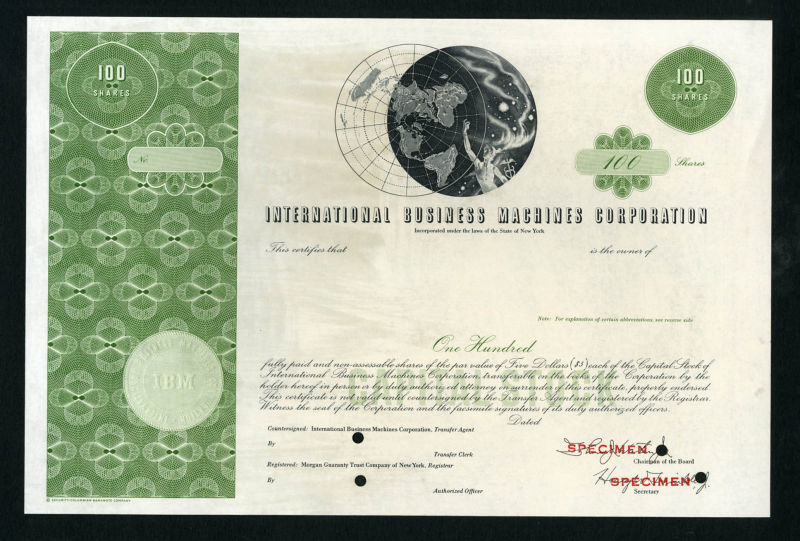 100
SHARES
100
SHARES
No.
100 Shares
INTERNATIONAL BUSINESS MACHINES CORPORATION
Incorporated under the laws of the State of New York
This certifies that
is the owner of
Note: For explanation of certain abbreviations, see reverse side
One Hundred
fully paid and non-assessable shares of the par value of Five Dollars ($5) each of the Capital Stock of
International Business Machines Corporation, transferable on the books of the Corporation by the
holder hereof in person or by duly authorized attorney on surrender of this certificate, properly endorsed.
This certificate is not valid until countersigned by the Transfer Agent and registered by the Registrar.
Witness the seal of the Corporation and the facsimile signatures of its duly authorized officers.
Dated
IBM
Countersigned: International Business Machines Corporation, Transfer Agent
By
Transfer Clerk
SPECIMEN
Chairman of the Board
Registered: Morgan Guaranty Trust Company of New York, Registrar
By
Authorized Officer
SPECIMEN
Secretary
© SECURITY-COLUMBIAN BANKNOTE COMPANY